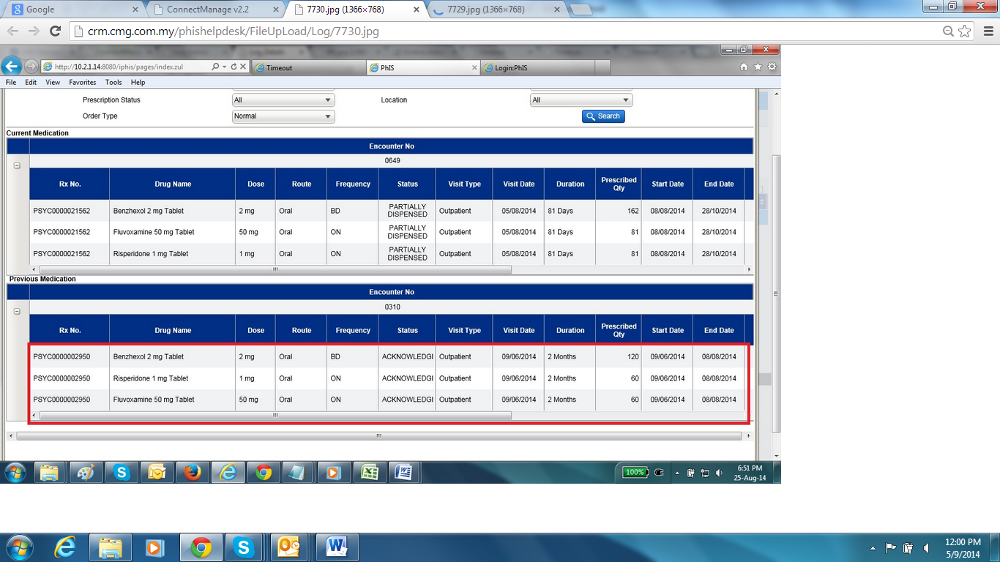 Google ConnectManage v2.2 7730.jpg (1366×768) 7729.jpg (1366×768)
crm.cmg.com.my/phishelpdesk/FileUpLoad/Log/7730.jpg
http://10.2.1.14:8080/iphis/pages/index.zul Timeout PhIS Login:PhIS
File Edit View Favorites Tools Help
Prescription Status All Location All
Order Type Normal Search
Current Medication
Encounter No
0649
Rx No. Drug Name Dose Route Frequency Status Visit Type Visit Date Duration Prescribed Qty Start Date End Date
PSYC0000021562 Benzhexol 2 mg Tablet 2 mg Oral BD PARTIALLY DISPENSED Outpatient 05/08/2014 81 Days 162 08/08/2014 28/10/2014
PSYC0000021562 Fluvoxamine 50 mg Tablet 50 mg Oral ON PARTIALLY DISPENSED Outpatient 05/08/2014 81 Days 81 08/08/2014 28/10/2014
PSYC0000021562 Risperidone 1 mg Tablet 1 mg Oral ON PARTIALLY DISPENSED Outpatient 05/08/2014 81 Days 81 08/08/2014 28/10/2014
Previous Medication
Encounter No
0310
Rx No. Drug Name Dose Route Frequency Status Visit Type Visit Date Duration Prescribed Qty Start Date End Date
PSYC0000002950 Benzhexol 2 mg Tablet 2 mg Oral BD ACKNOWLEDGI Outpatient 09/06/2014 2 Months 120 09/06/2014 08/08/2014
PSYC0000002950 Risperidone 1 mg Tablet 1 mg Oral ON ACKNOWLEDGI Outpatient 09/06/2014 2 Months 60 09/06/2014 08/08/2014
PSYC0000002950 Fluvoxamine 50 mg Tablet 50 mg Oral ON ACKNOWLEDGI Outpatient 09/06/2014 2 Months 60 09/06/2014 08/08/2014
100% 6:51 PM
25-Aug-14
12:00 PM
5/9/2014